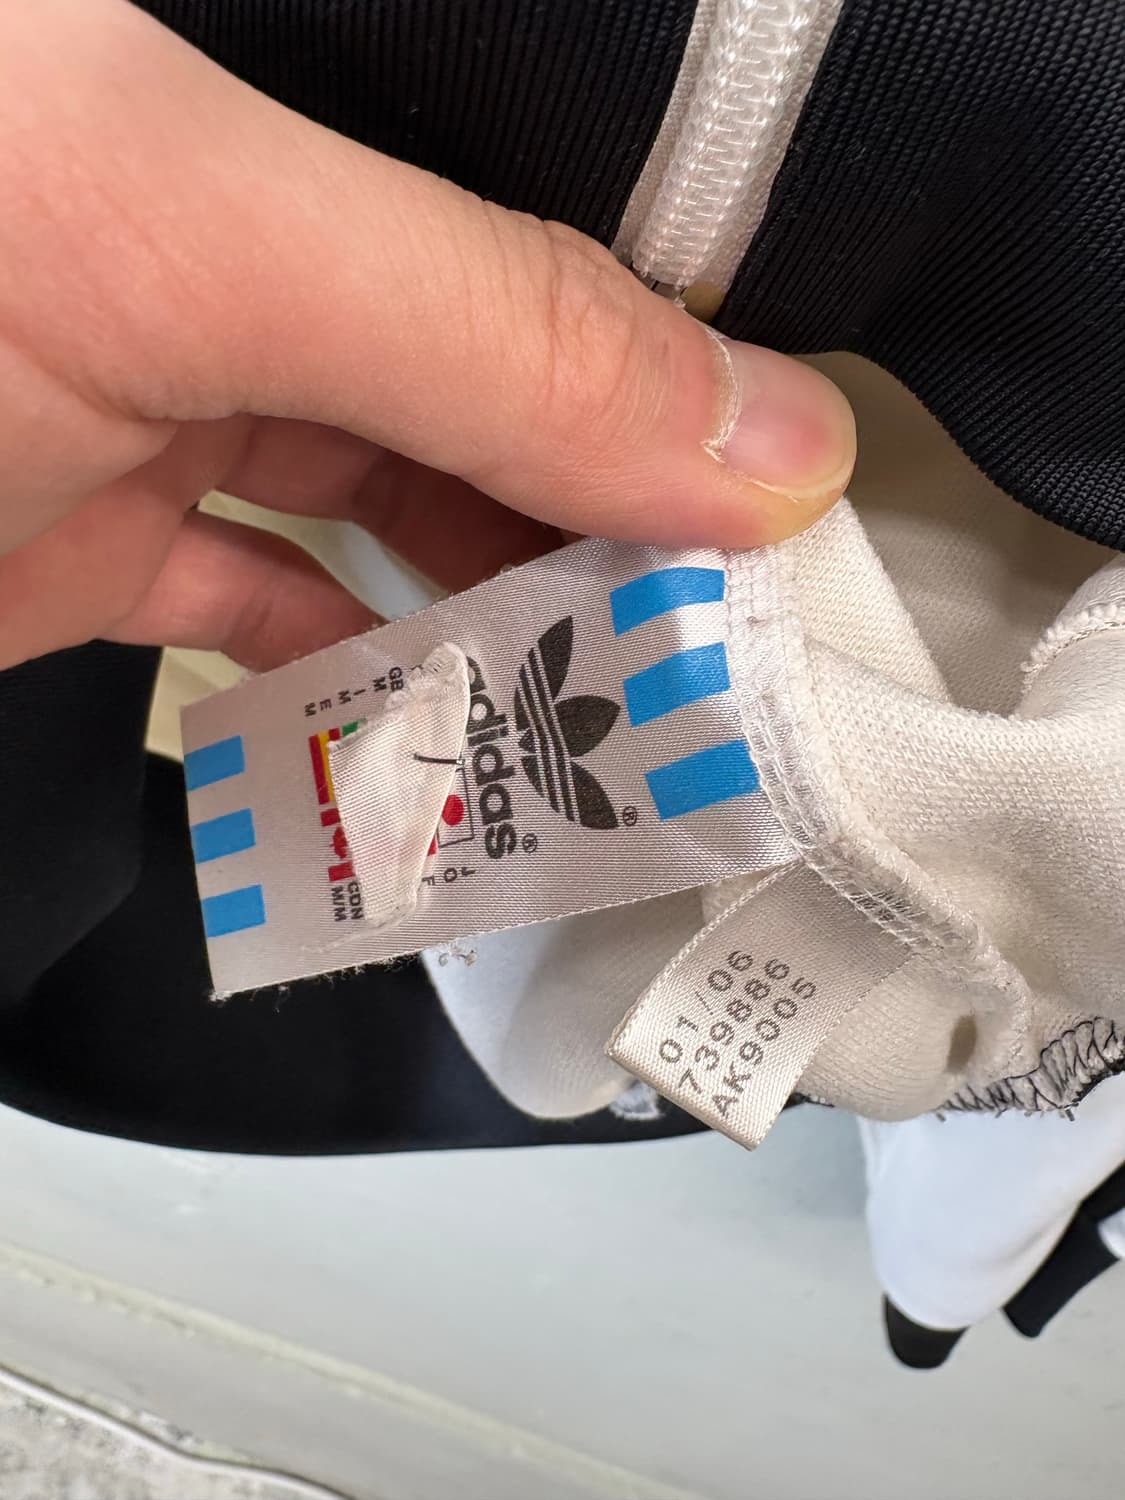 adidas®
®
GB
M
I
M
E
M
J
O
F
CDN
M/M
01/06
739886
AK9005